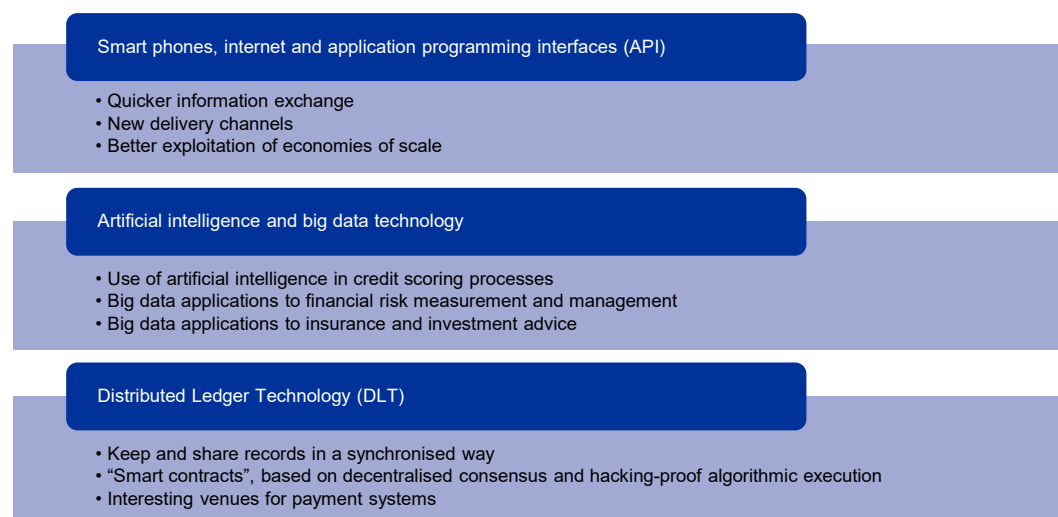 Smart phones, internet and application programming interfaces (API)
• Quicker information exchange
• New delivery channels
• Better exploitation of economies of scale
Artificial intelligence and big data technology
• Use of artificial intelligence in credit scoring processes
• Big data applications to financial risk measurement and management
• Big data applications to insurance and investment advice
Distributed Ledger Technology (DLT)
• Keep and share records in a synchronised way
• “Smart contracts”, based on decentralised consensus and hacking-proof algorithmic execution
• Interesting venues for payment systems